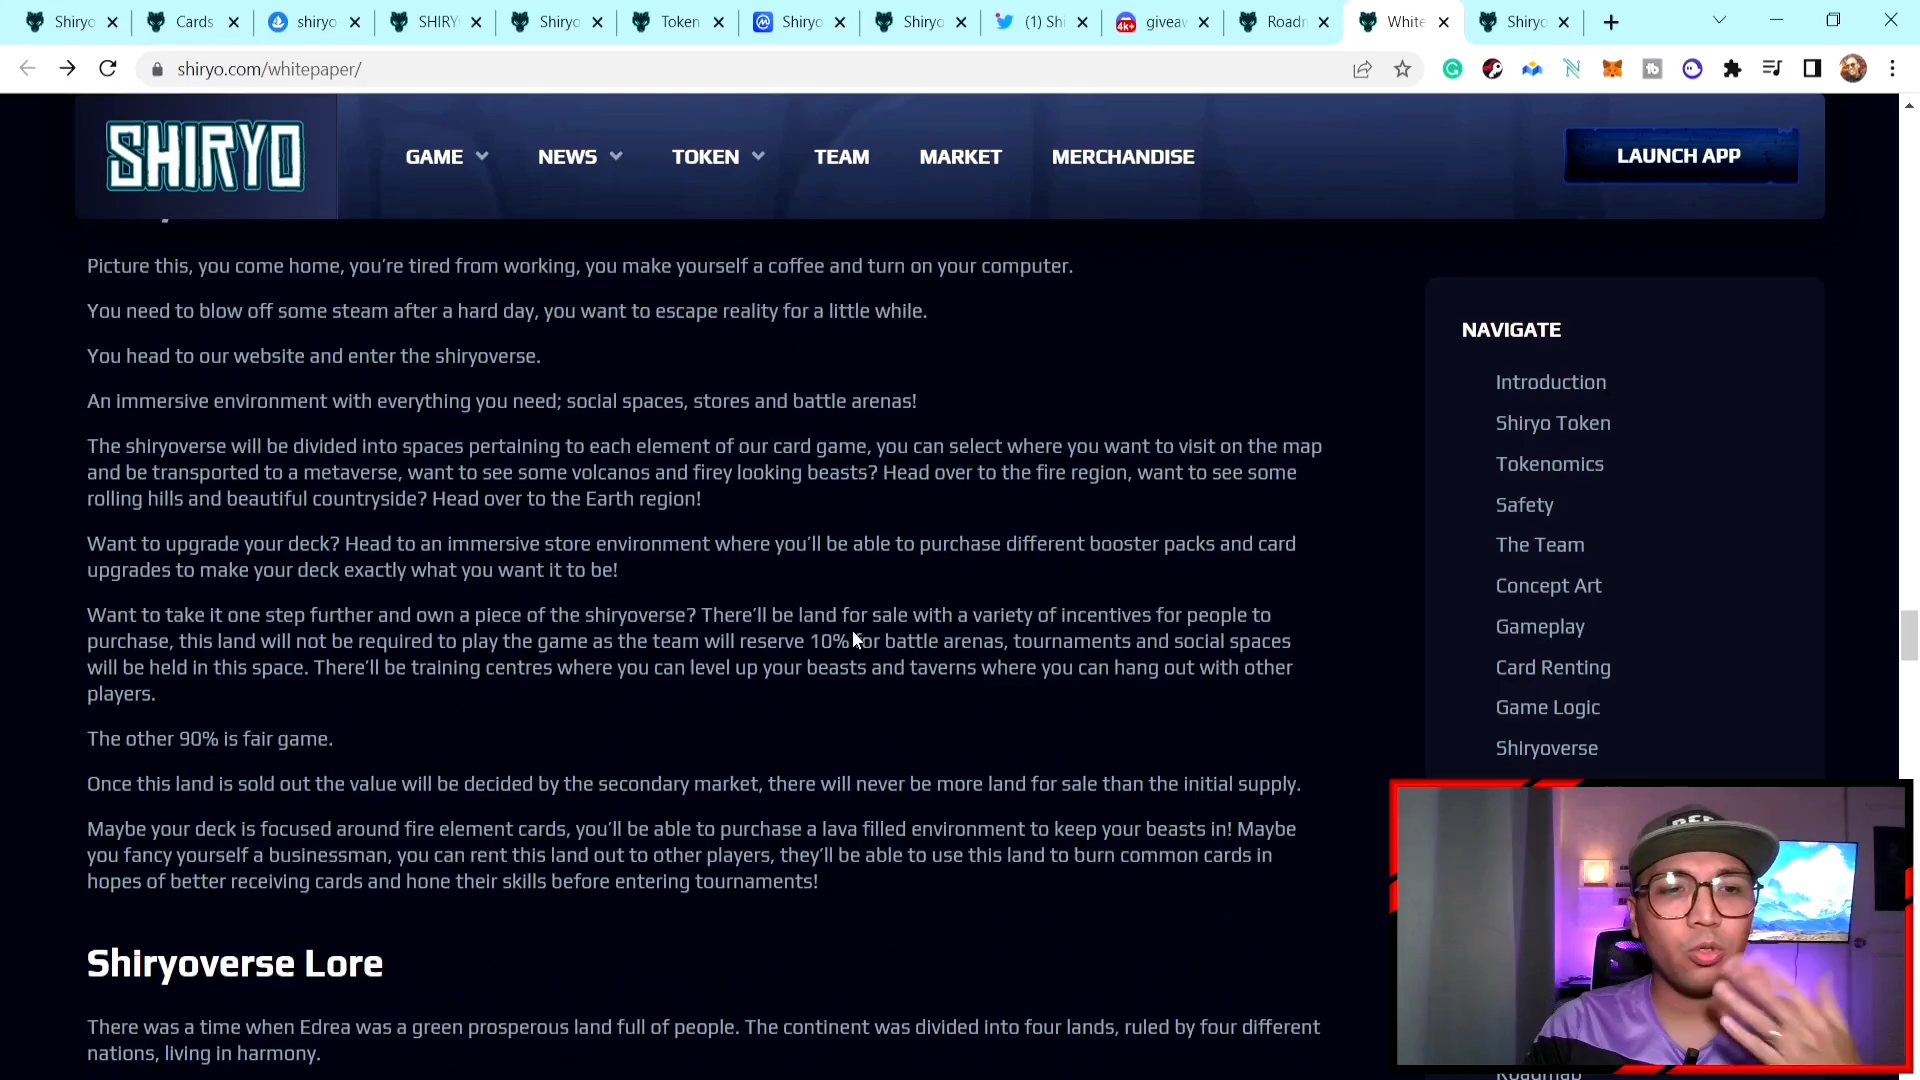 Shiryo
Cards
shiryo
SHIRY
Shiryo
Token
Shiryo
Shiryo
(1) Shi
giveaw
Roadm
White
Shiryo
shiryo.com/whitepaper/
SHIRYO
GAME
NEWS
TOKEN
TEAM
MARKET
MERCHANDISE
LAUNCH APP
Picture this, you come home, you’re tired from working, you make yourself a coffee and turn on your computer.
You need to blow off some steam after a hard day, you want to escape reality for a little while.
You head to our website and enter the shiryoverse.
An immersive environment with everything you need; social spaces, stores and battle arenas!
The shiryoverse will be divided into spaces pertaining to each element of our card game, you can select where you want to visit on the map
and be transported to a metaverse, want to see some volcanos and firey looking beasts? Head over to the fire region, want to see some
rolling hills and beautiful countryside? Head over to the Earth region!
Want to upgrade your deck? Head to an immersive store environment where you’ll be able to purchase different booster packs and card
upgrades to make your deck exactly what you want it to be!
Want to take it one step further and own a piece of the shiryoverse? There’ll be land for sale with a variety of incentives for people to
purchase, this land will not be required to play the game as the team will reserve 10% for battle arenas, tournaments and social spaces
will be held in this space. There’ll be training centres where you can level up your beasts and taverns where you can hang out with other
players.
The other 90% is fair game.
Once this land is sold out the value will be decided by the secondary market, there will never be more land for sale than the initial supply.
Maybe your deck is focused around fire element cards, you’ll be able to purchase a lava filled environment to keep your beasts in! Maybe
you fancy yourself a businessman, you can rent this land out to other players, they’ll be able to use this land to burn common cards in
hopes of better receiving cards and hone their skills before entering tournaments!
Shiryoverse Lore
There was a time when Edrea was a green prosperous land full of people. The continent was divided into four lands, ruled by four different
nations, living in harmony.
NAVIGATE
Introduction
Shiryo Token
Tokenomics
Safety
The Team
Concept Art
Gameplay
Card Renting
Game Logic
Shiryoverse
Roadmap